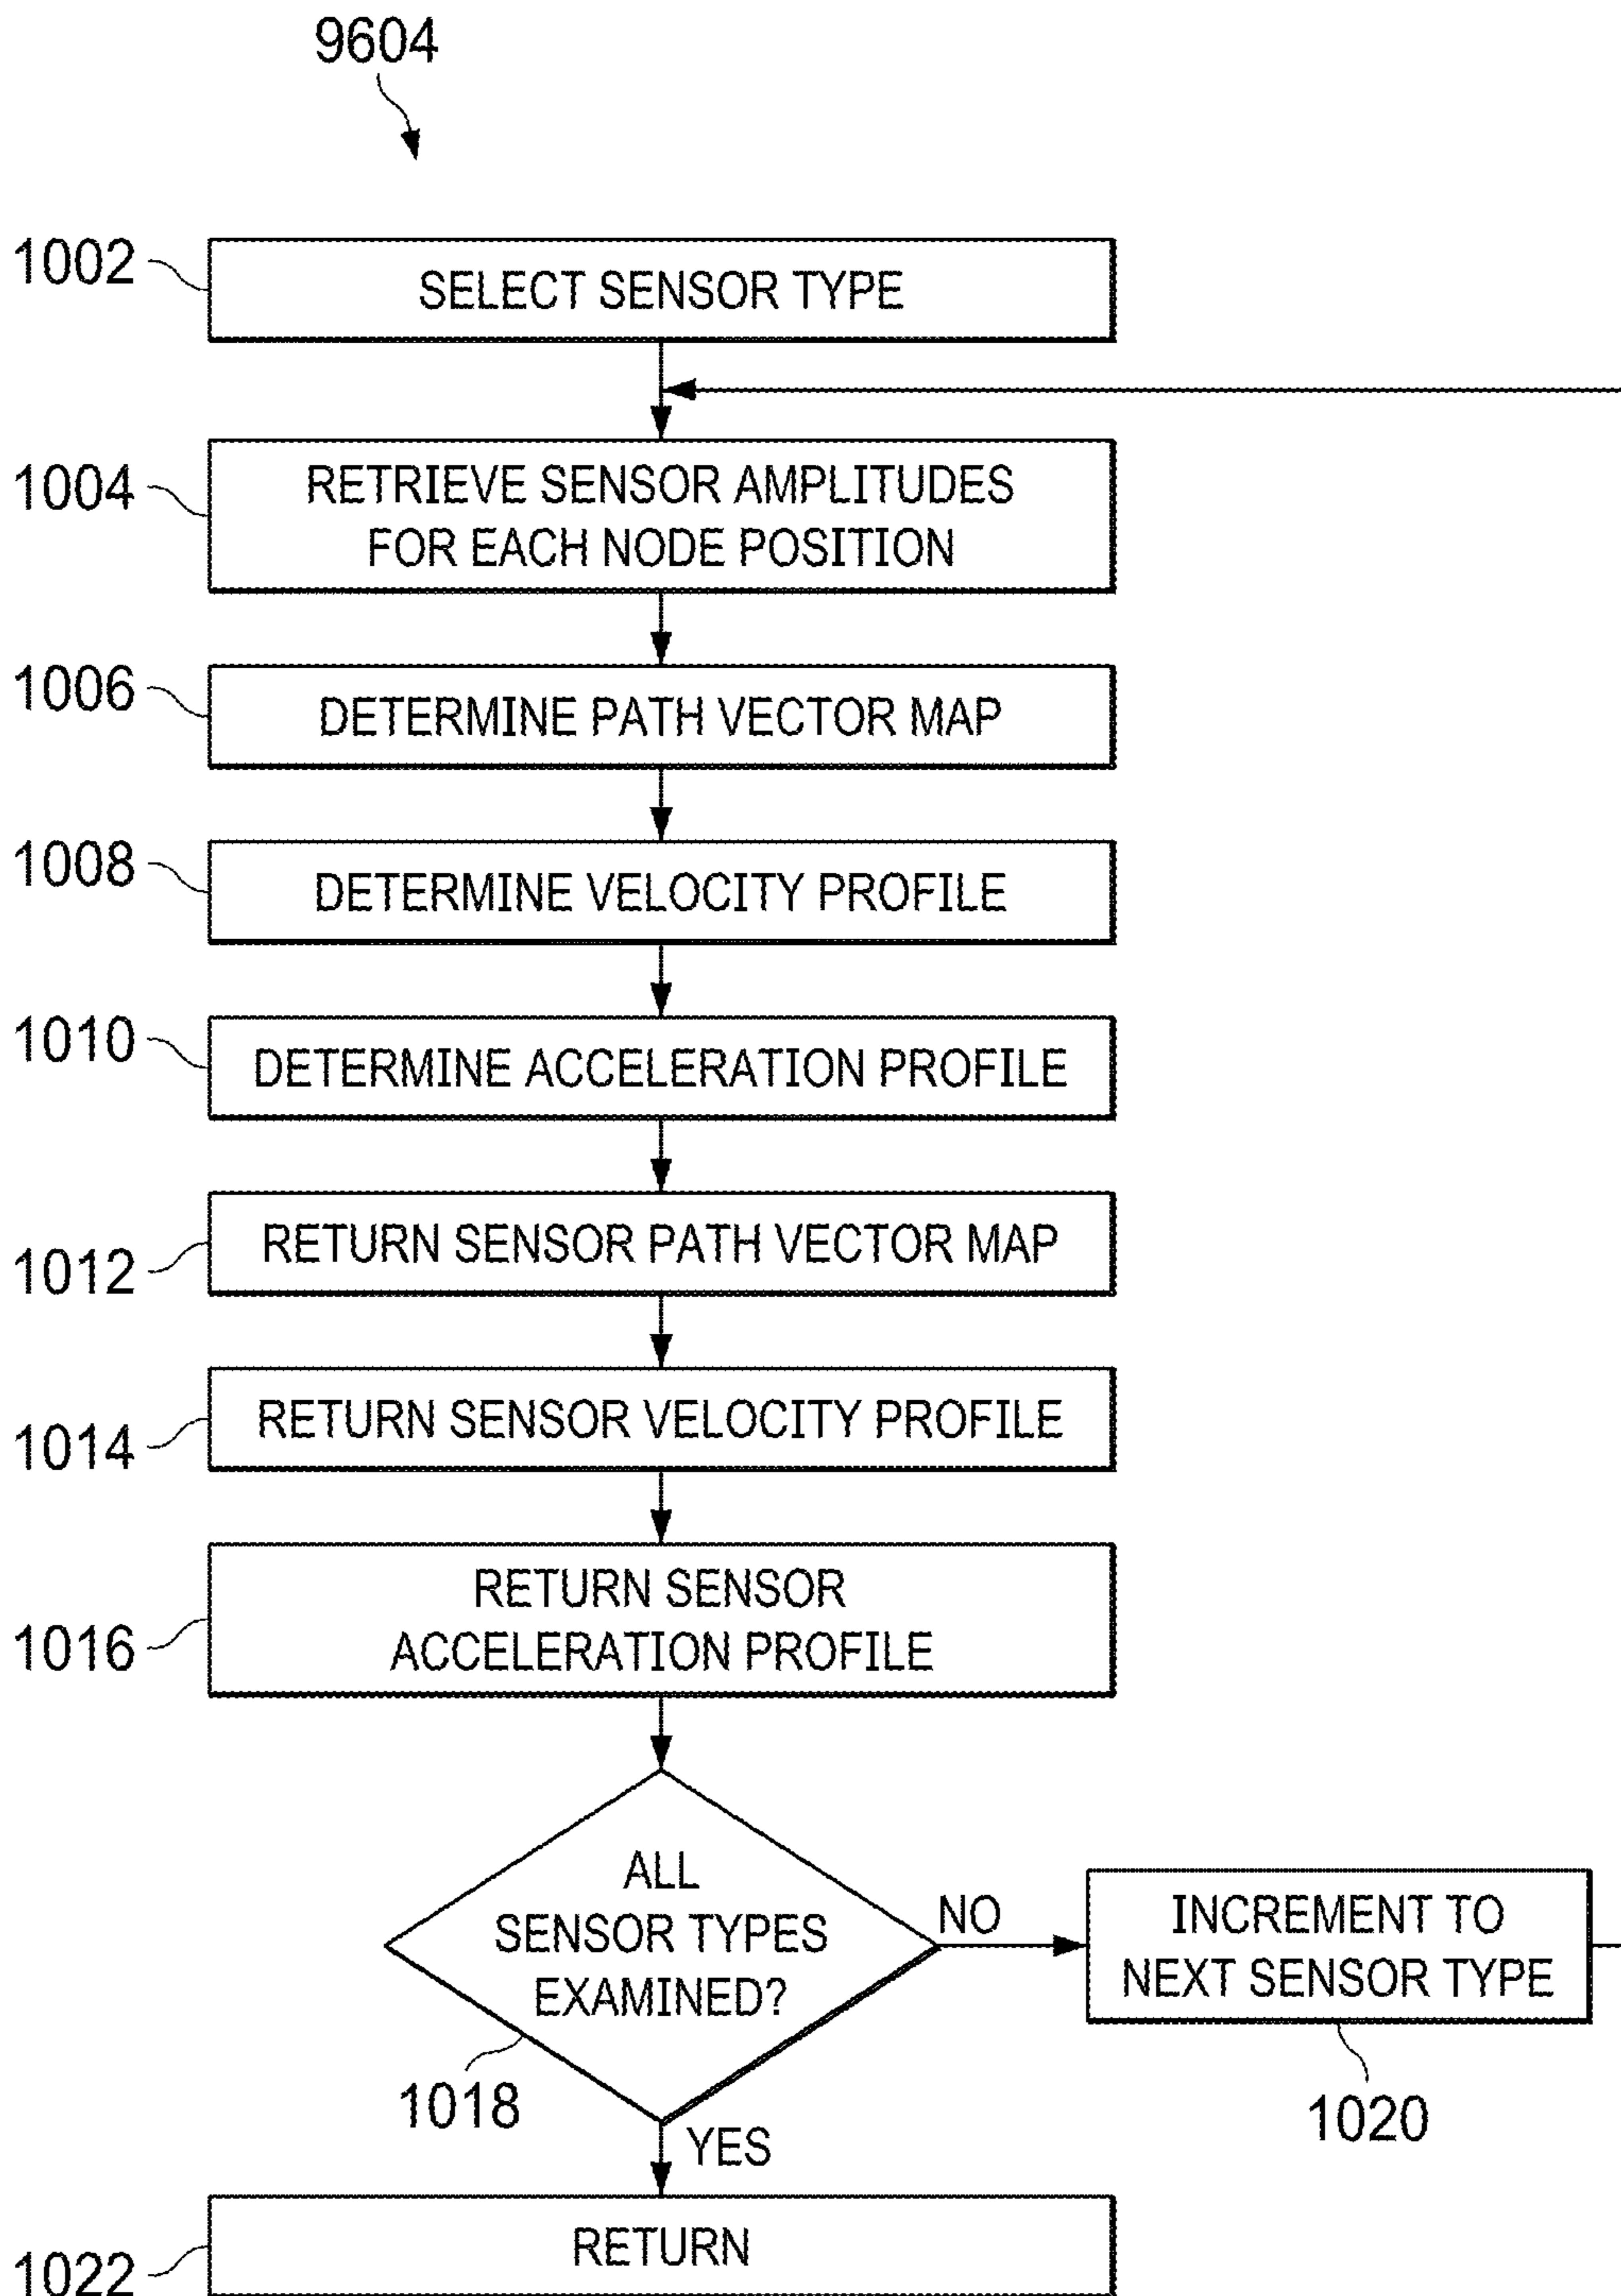 9604
1002
SELECT SENSOR TYPE
1004
RETRIEVE SENSOR AMPLITUDES
FOR EACH NODE POSITION
1006
DETERMINE PATH VECTOR MAP
1008
DETERMINE VELOCITY PROFILE
1010
DETERMINE ACCELERATION PROFILE
1012
RETURN SENSOR PATH VECTOR MAP
1014
RETURN SENSOR VELOCITY PROFILE
1016
RETURN SENSOR
ACCELERATION PROFILE
ALL
SENSOR TYPES
EXAMINED?
1018
NO
INCREMENT TO
NEXT SENSOR TYPE
1020
YES
1022
RETURN